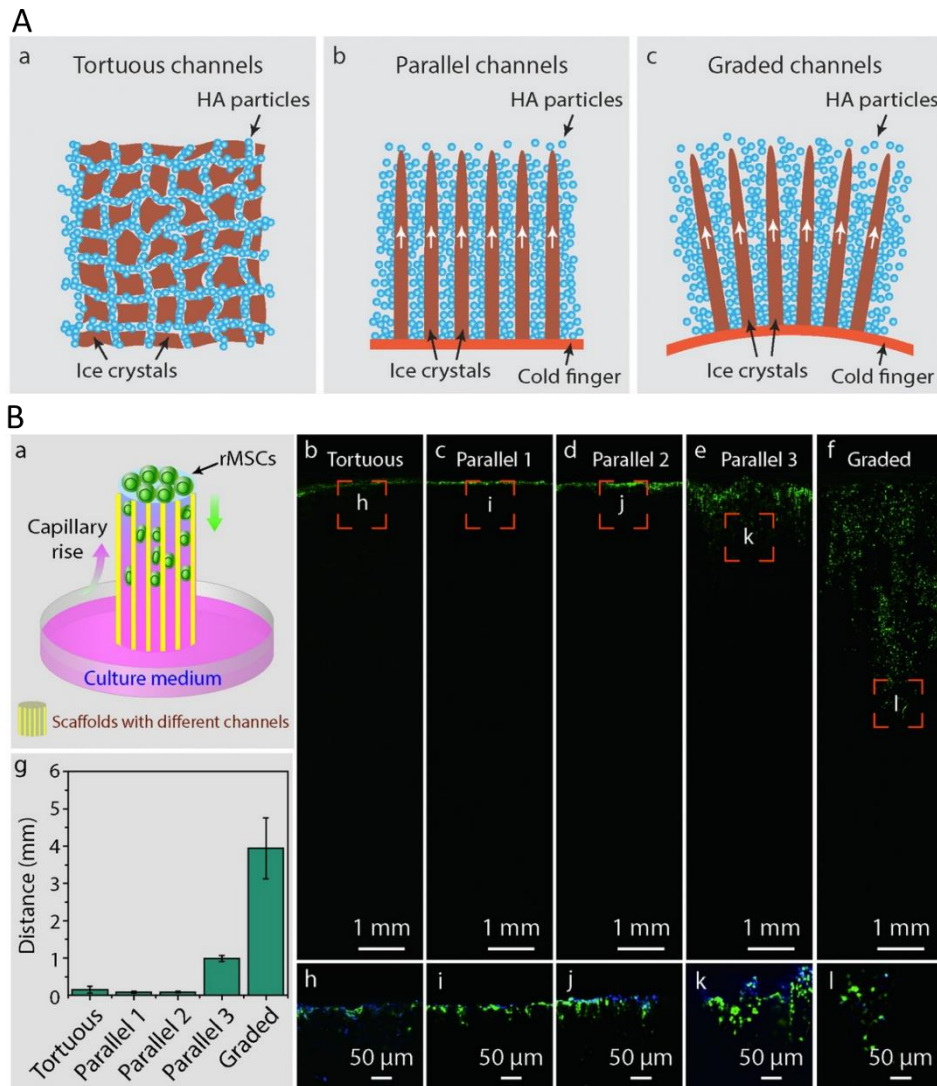 A
a
Tortuous channels
HA particles
Ice crystals
b
Parallel channels
HA particles
Ice crystals
Cold finger
c
Graded channels
HA particles
Ice crystals
Cold finger
B
a
rMSCs
Capillary
rise
Culture medium
Scaffolds with different channels
b
Tortuous
h
1 mm
c
Parallel 1
i
1 mm
d
Parallel 2
j
1 mm
e
Parallel 3
k
1 mm
f
Graded
l
1 mm
g
Distance (mm)
6
5
4
3
2
1
0
Tortuous
Parallel 1
Parallel 2
Parallel 3
Graded
h
50 µm
i
50 µm
j
50 µm
k
50 µm
l
50 µm